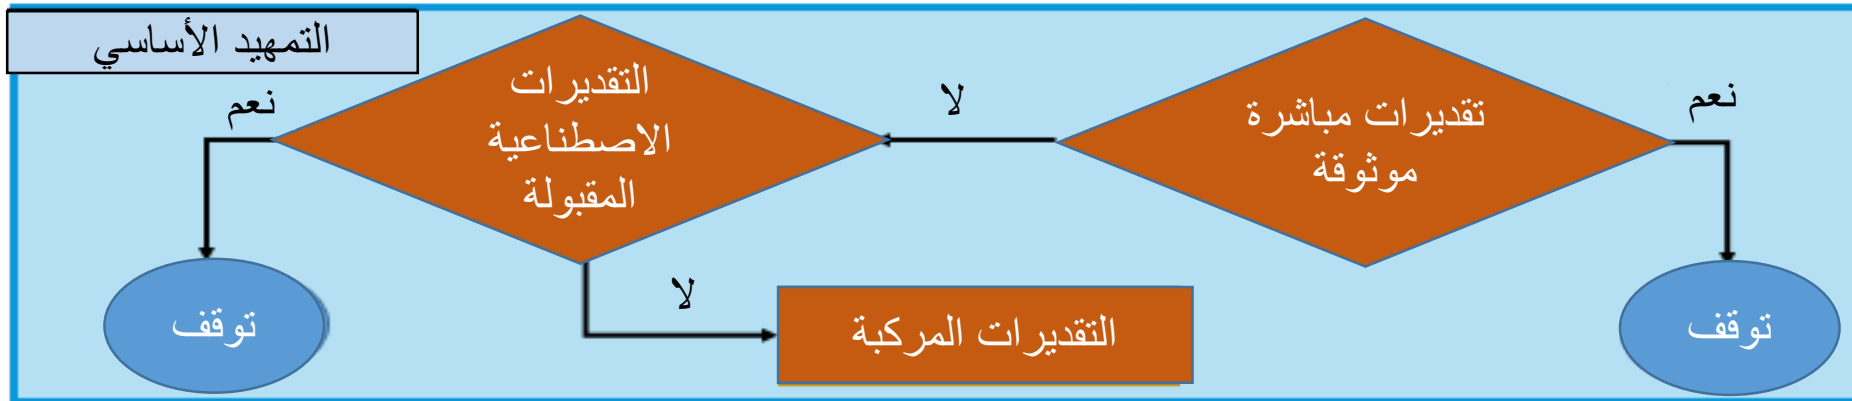 التمهيد الأساسي
نعم
تقديرات مباشرة
موثوقة
لا
التقديرات
الاصطناعية
المقبولة
نعم
توقف
لا
التقديرات المركبة
توقف